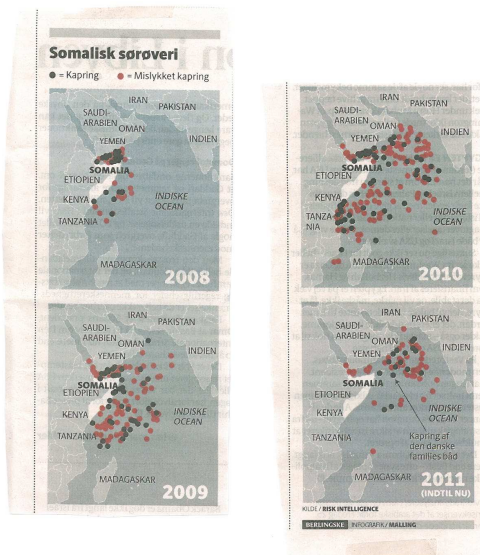 Somalisk sørøveri
= Kapring = Mislykket kapring
IRAN
PAKISTAN
SAUDI-
ARABIEN
OMAN
INDIEN
YEMEN
SOMALIA
ETIOPIEN
KENYA
INDISKE
OCEAN
TANZANIA
MADAGASKAR
2008
IRAN
PAKISTAN
SAUDI-
ARABIEN
OMAN
INDIEN
YEMEN
SOMALIA
ETIOPIEN
KENYA
INDISKE
OCEAN
TANZANIA
MADAGASKAR
2009
IRAN
PAKISTAN
SAUDI-
ARABIEN
OMAN
INDIEN
YEMEN
SOMALIA
ETIOPIEN
KENYA
TANZA
NIA
INDISKE
OCEAN
MADAGASKAR
2010
IRAN
PAKISTAN
SAUDI-
ARABIEN
OMAN
INDIEN
YEMEN
SOMALIA
ETIOPIEN
KENYA
INDISKE
OCEAN
TANZANIA
Kapring af
den danske
families båd
MADAGASKAR
2011
(INDTIL NU)
KILDE / RISK INTELLIGENCE
BERLINGSKE INFOGRAFIK / MALLING